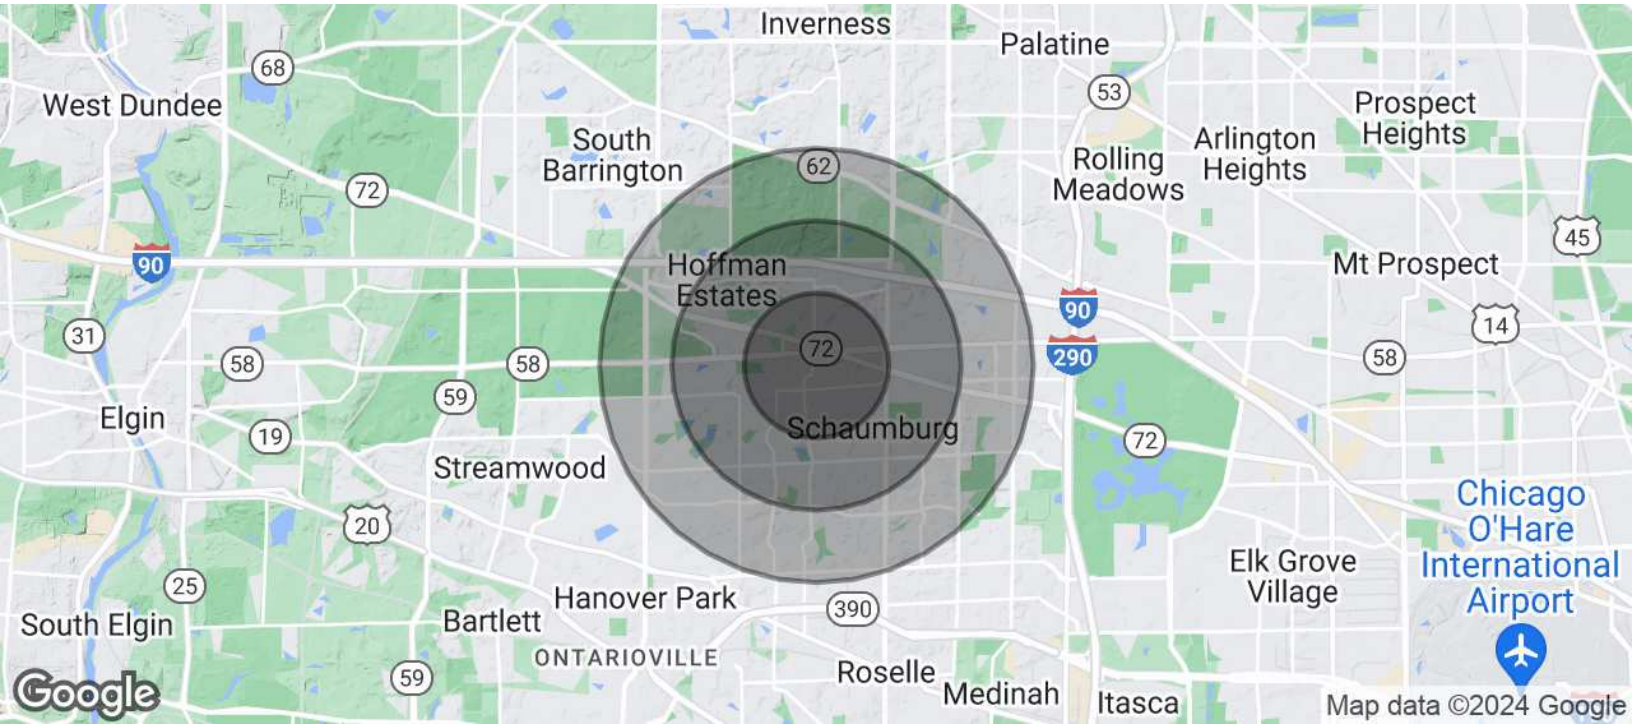 Inverness
Palatine
68
53
West Dundee
Prospect
Heights
South
Barrington
Arlington
Heights
62
Rolling
Meadows
72
45
90
Hoffman
Estates
Mt Prospect
90
31
14
72
290
58
58
58
59
Elgin
19
Schaumburg
72
Streamwood
20
Chicago
O'Hare
International
Airport
25
Elk Grove
Village
Hanover Park
390
South Elgin
Bartlett
ONTARIOVILLE
59
Roselle
Medinah
Itasca
Google
Map data ©2024 Google